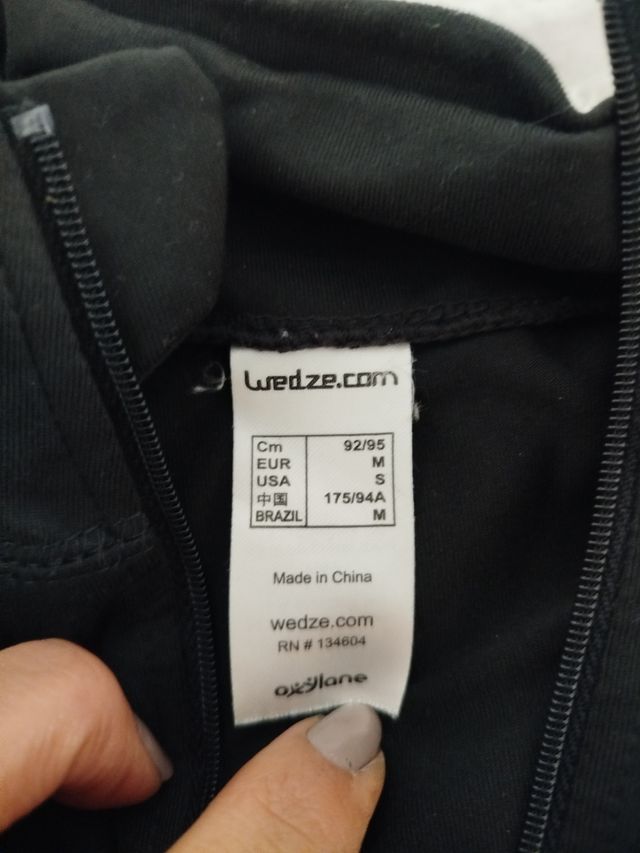 wedze.com
Cm 92/95
EUR M
USA S
中国 175/94A
BRAZIL M
Made in China
wedze.com
RN # 134604
oxylane